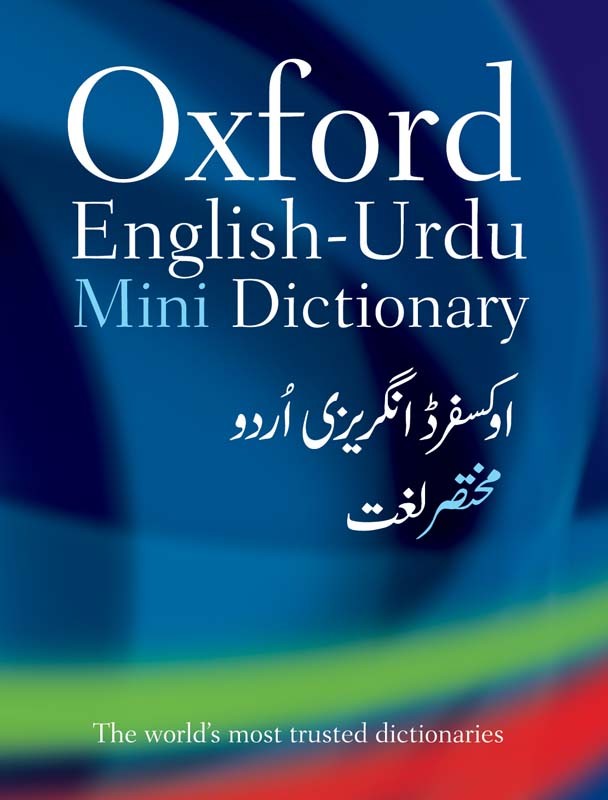 Oxford
English-Urdu
Mini Dictionary
اوکسفرڈ انگریزی اُردو
مختصر لغت
The world's most trusted dictionaries